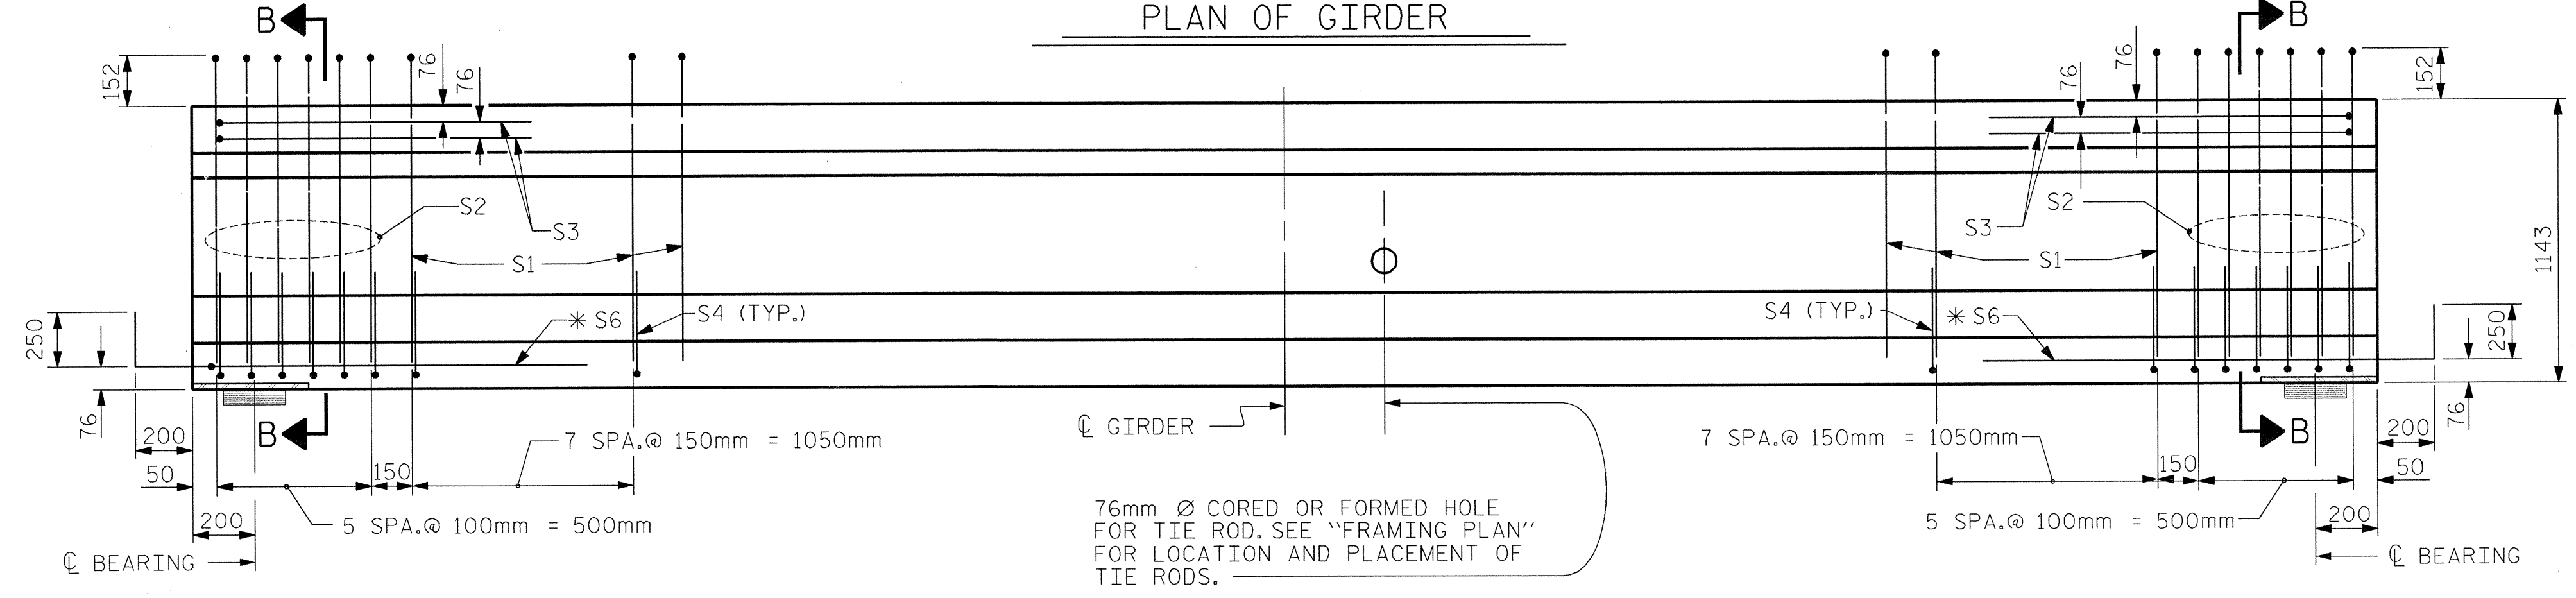 PLAN OF GIRDER
B
B
152
76
76
76
76
152
S2
S3
S1
S2
S3
S1
1143
250
✳ S6
S4 (TYP.)
S4 (TYP.)
✳ S6
250
76
76
B
B
200
7 SPA.@ 150mm = 1050mm
℄ GIRDER
7 SPA.@ 150mm = 1050mm
200
50
150
150
50
200
5 SPA.@ 100mm = 500mm
5 SPA.@ 100mm = 500mm
200
76mm Ø CORED OR FORMED HOLE
FOR TIE ROD. SEE "FRAMING PLAN"
FOR LOCATION AND PLACEMENT OF
TIE RODS.
℄ BEARING
℄ BEARING